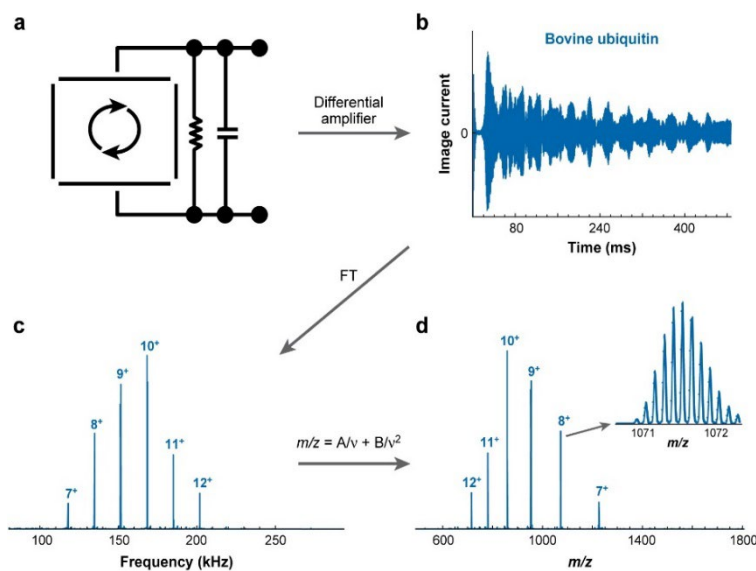 a
Differential
amplifier
b
Bovine ubiquitin
Image current
0
80 240 400
Time (ms)
FT
c
7+
8+
9+
10+
11+
12+
100 150 200 250
Frequency (kHz)
m/z = A/ν + B/ν²
d
12+
11+
10+
9+
8+
7+
600 1000 1400 1800
m/z
1071 1072
m/z